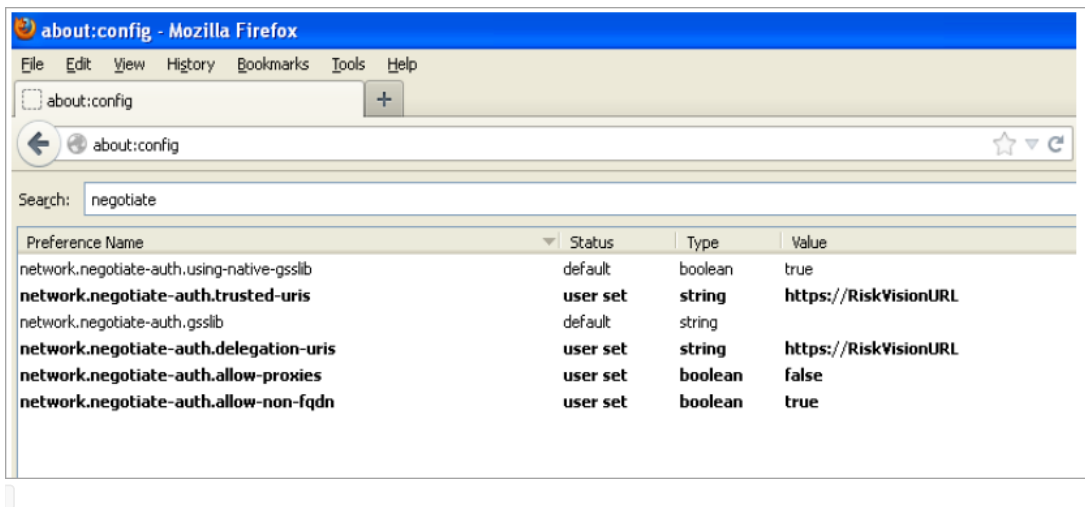 about:config - Mozilla Firefox
File Edit View History Bookmarks Tools Help
about:config +
about:config
Search: negotiate
Preference Name Status Type Value
network.negotiate-auth.using-native-gsslib default boolean true
network.negotiate-auth.trusted-uris user set string https://RiskVisionURL
network.negotiate-auth.gsslib default string
network.negotiate-auth.delegation-uris user set string https://RiskVisionURL
network.negotiate-auth.allow-proxies user set boolean false
network.negotiate-auth.allow-non-fqdn user set boolean true